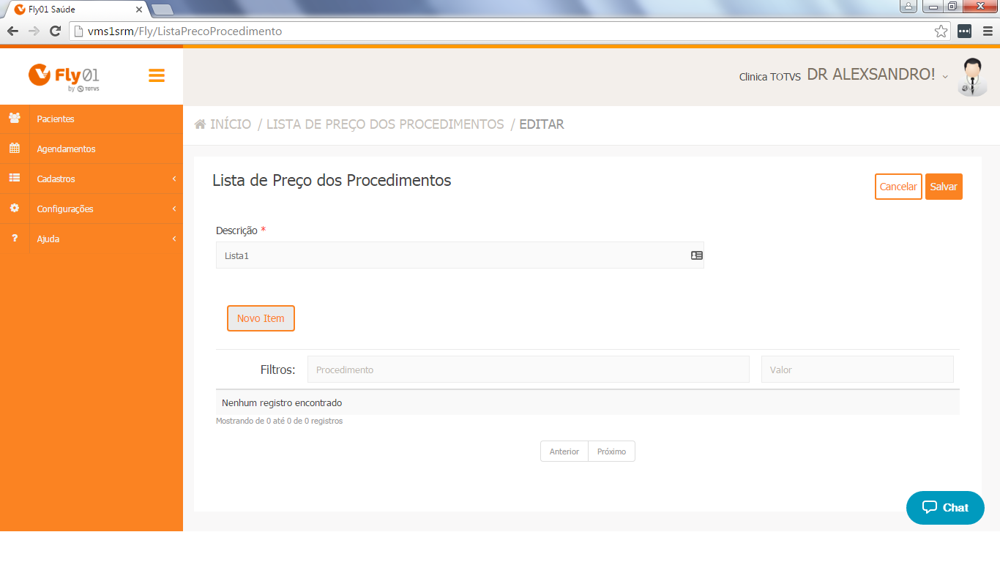 Fly01 Saúde
vms1srm/Fly/ListaPrecoProcedimento
Fly01
by TOTVS
Clinica TOTVS DR ALEXSANDRO!
INÍCIO / LISTA DE PREÇO DOS PROCEDIMENTOS / EDITAR
Pacientes
Agendamentos
Cadastros
Configurações
Ajuda
Lista de Preço dos Procedimentos
Cancelar Salvar
Descrição *
Lista1
Novo Item
Filtros: Procedimento Valor
Nenhum registro encontrado
Mostrando de 0 até 0 de 0 registros
Anterior Próximo
Chat